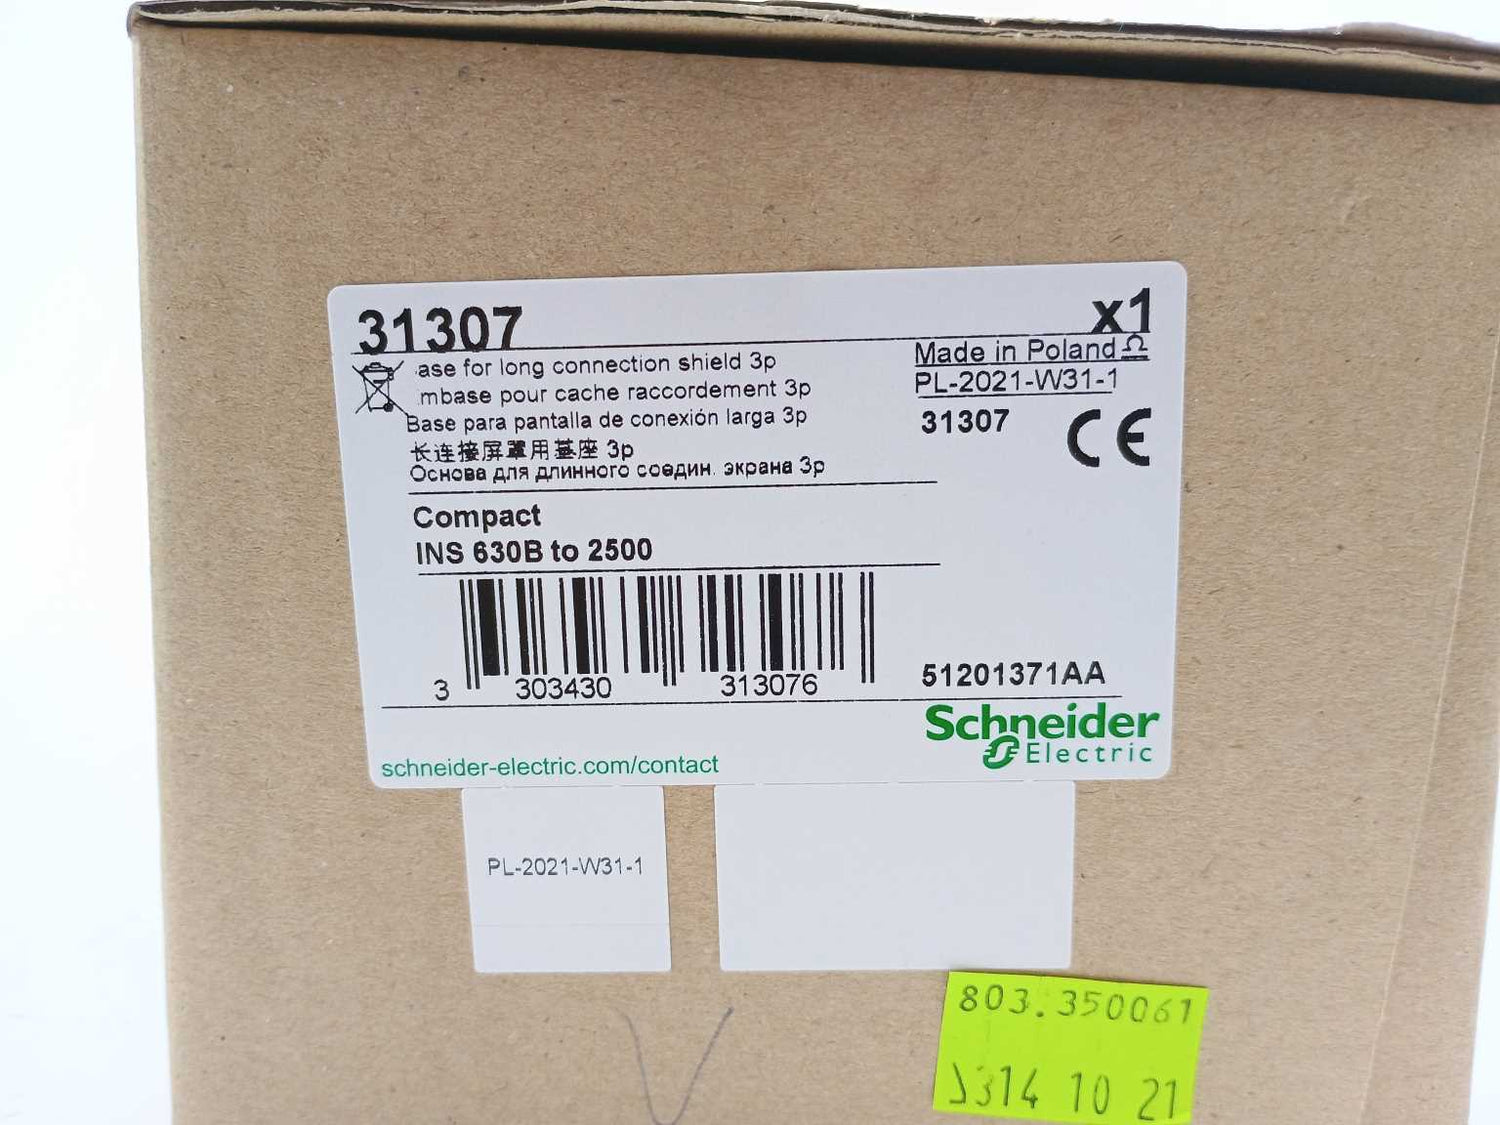 31307
x1
ase for long connection shield 3p
mbase pour cache raccordement 3p
Base para pantalla de conexión larga 3p
长连接屏罩用基座 3p
Основа для длинного соедин. экрана 3p
Made in Poland
PL-2021-W31-1
31307
CE
Compact
INS 630B to 2500
3 303430 313076
51201371AA
Schneider
Electric
schneider-electric.com/contact
PL-2021-W31-1
803.350061
14 10 21